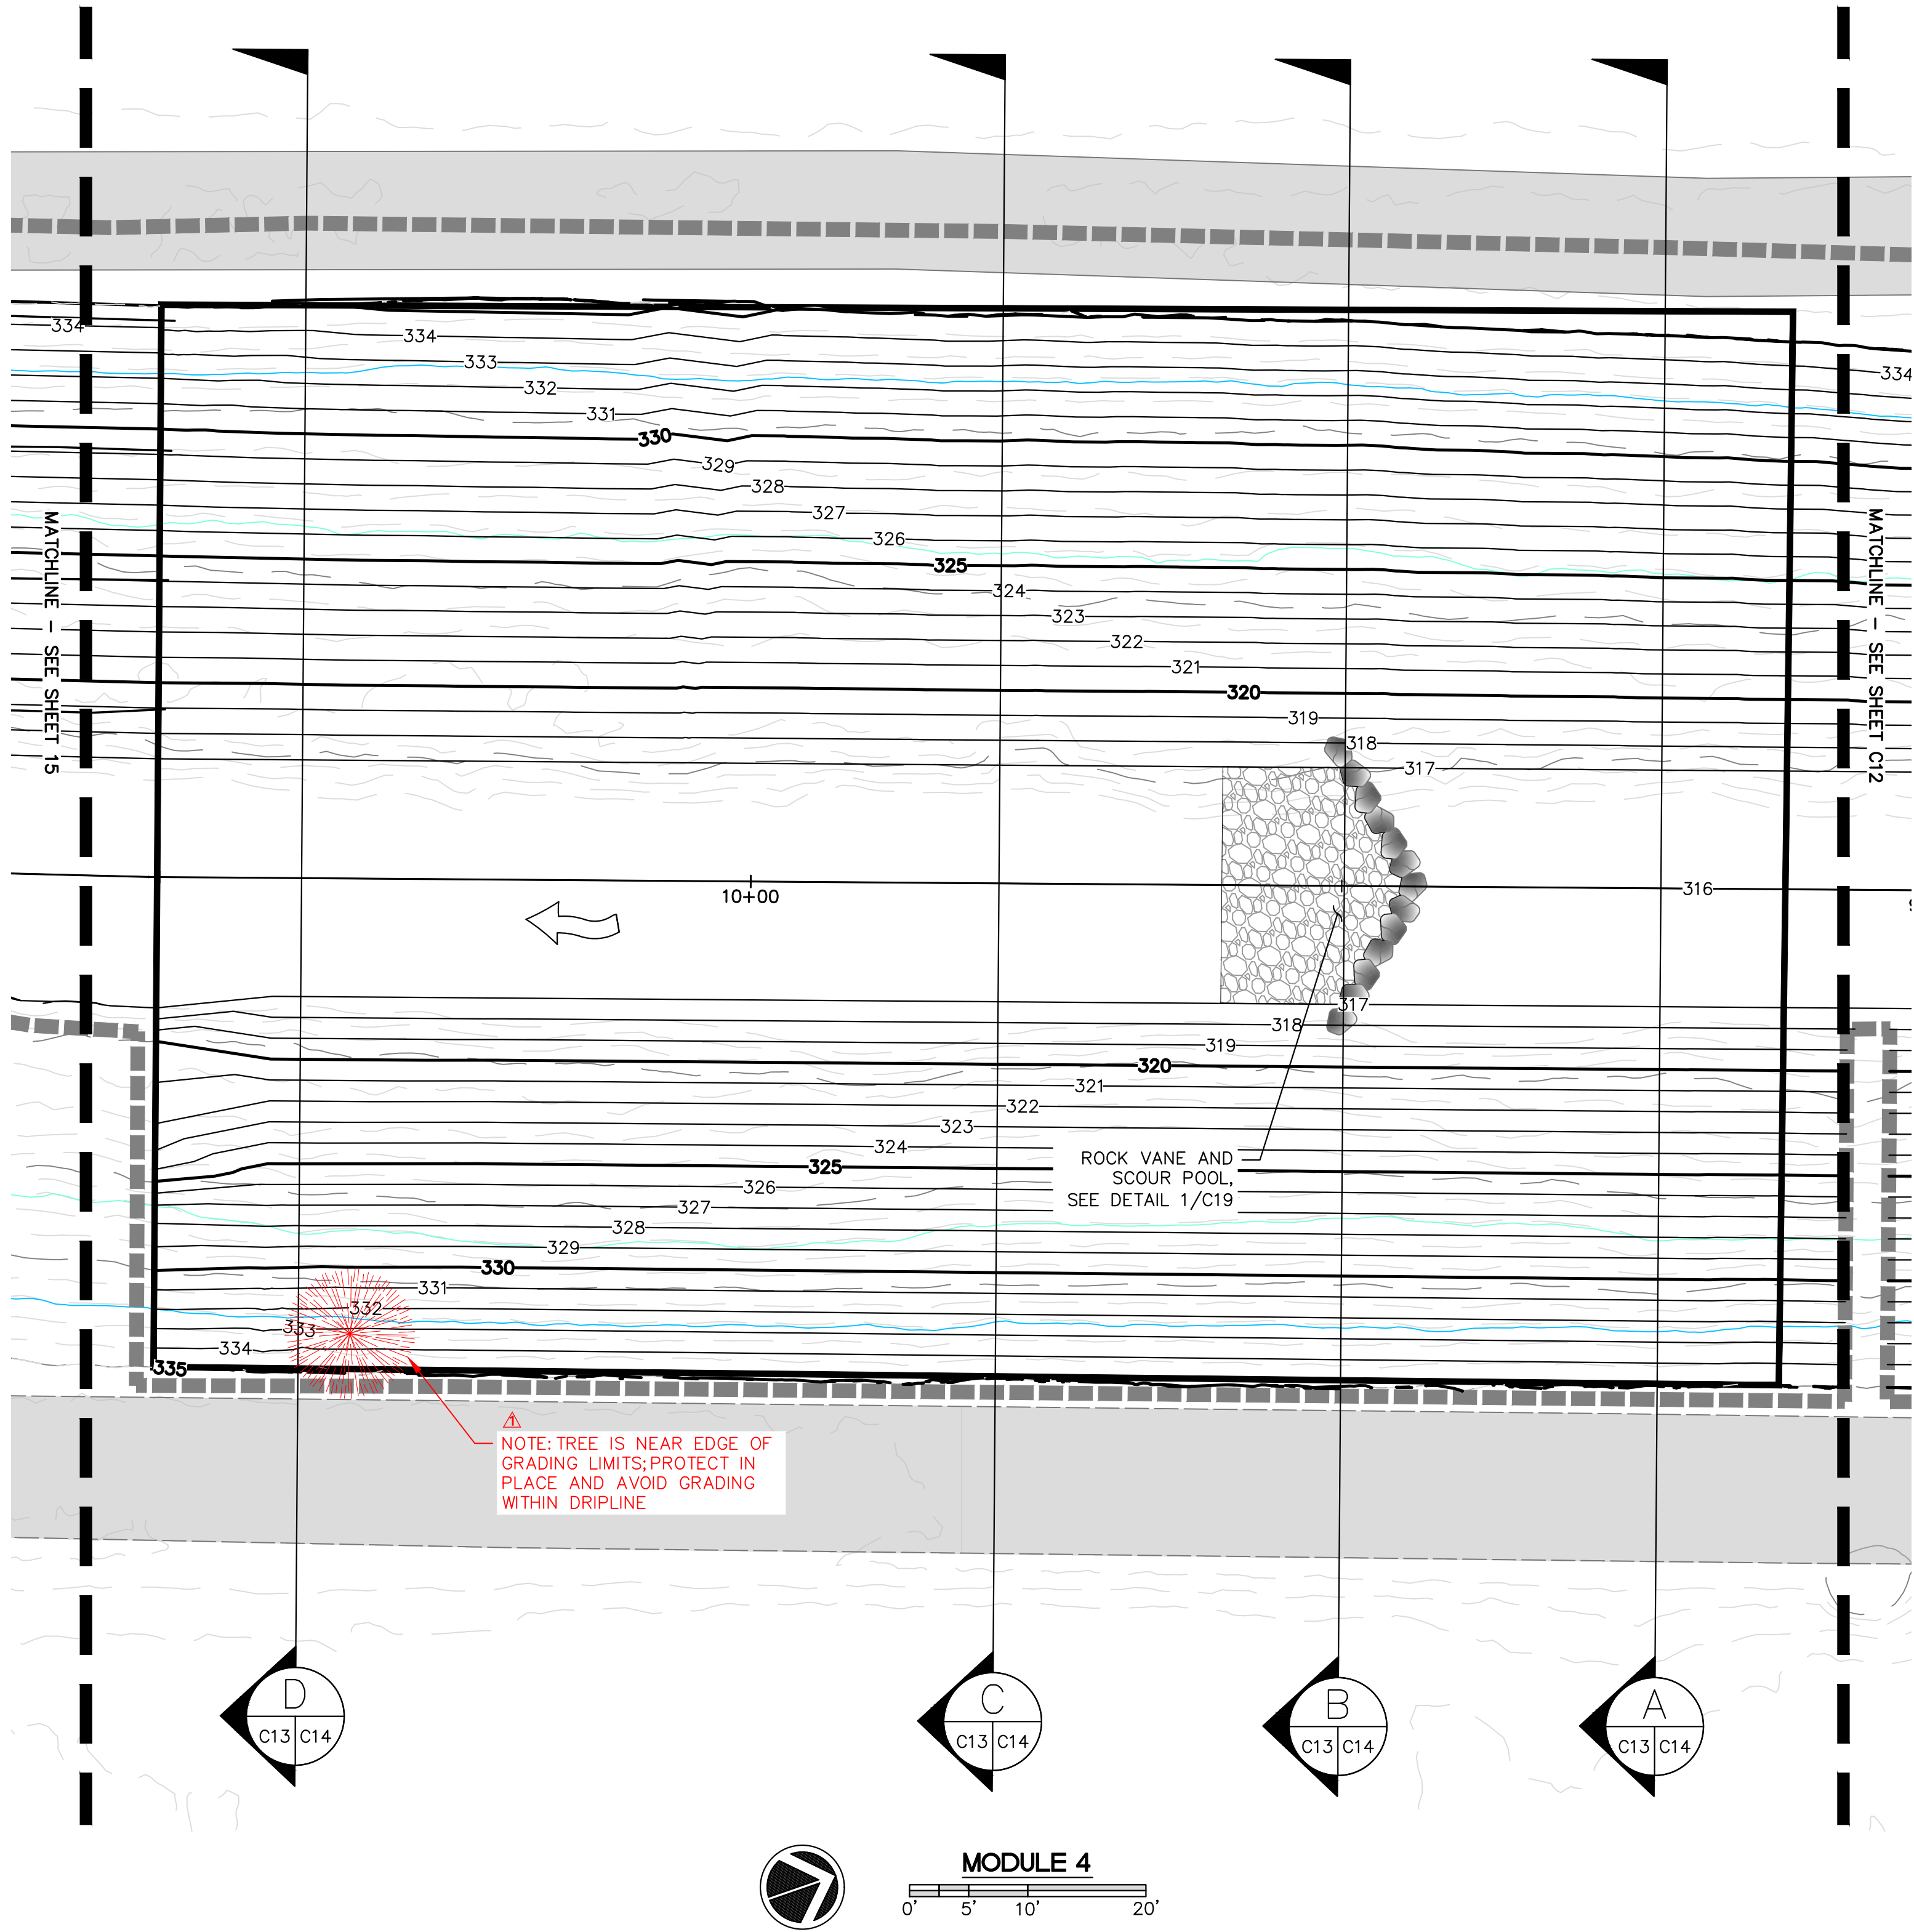 334
334
334
333
332
331
330
329
328
327
326
325
324
323
322
321
320
319
318
317
MATCHLINE - SEE SHEET 15
MATCHLINE - SEE SHEET C12
10+00
316
317
318
319
320
321
322
323
324
325
326
327
328
329
330
331
332
333
334
335
ROCK VANE AND
SCOUR POOL,
SEE DETAIL 1/C19
1
NOTE: TREE IS NEAR EDGE OF
GRADING LIMITS; PROTECT IN
PLACE AND AVOID GRADING
WITHIN DRIPLINE
D
C13 C14
C
C13 C14
B
C13 C14
A
C13 C14
MODULE 4
0' 5' 10' 20'